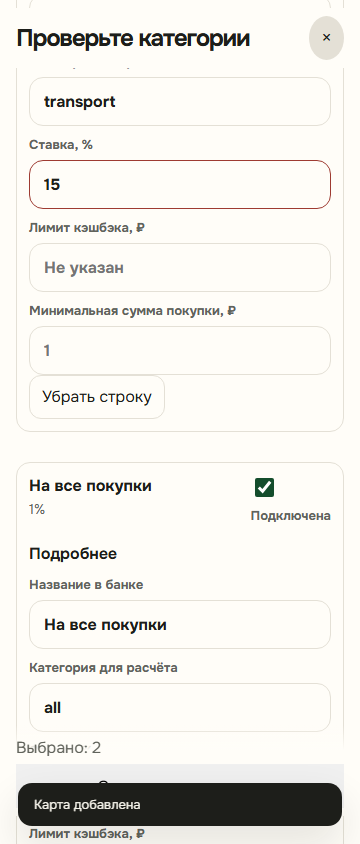 Проверьте категории
×
transport
Ставка, %
15
Лимит кэшбэка, ₽
Не указан
Минимальная сумма покупки, ₽
1
Убрать строку
На все покупки
1%
Подключена
Подробнее
Название в банке
На все покупки
Категория для расчёта
all
Выбрано: 2
Карта добавлена
Лимит кэшбэка, ₽